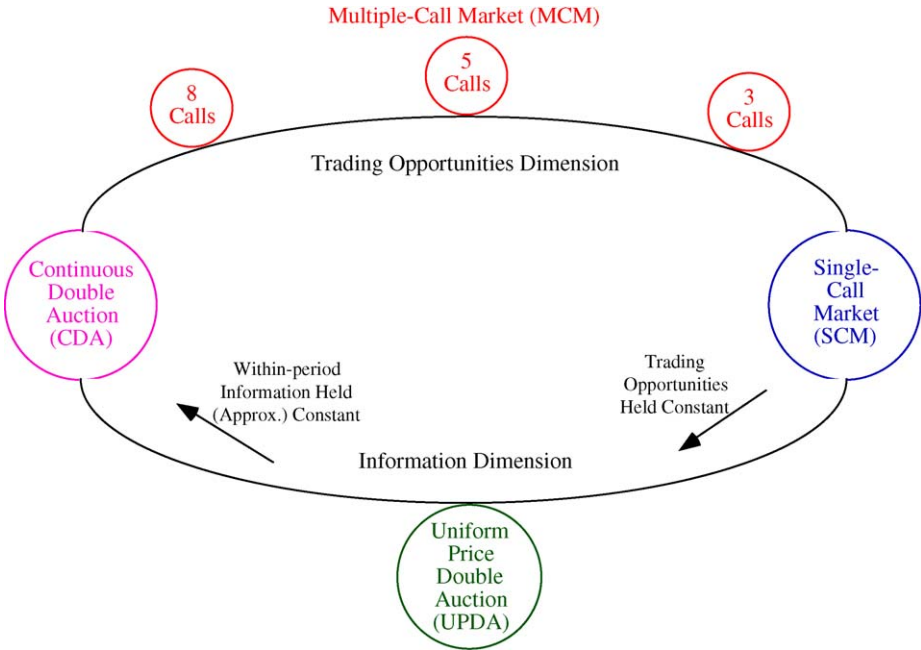 Multiple-Call Market (MCM)
8
Calls
5
Calls
3
Calls
Trading Opportunities Dimension
Continuous
Double
Auction
(CDA)
Single-
Call
Market
(SCM)
Within-period
Information Held
(Approx.) Constant
Trading
Opportunities
Held Constant
Information Dimension
Uniform
Price
Double
Auction
(UPDA)